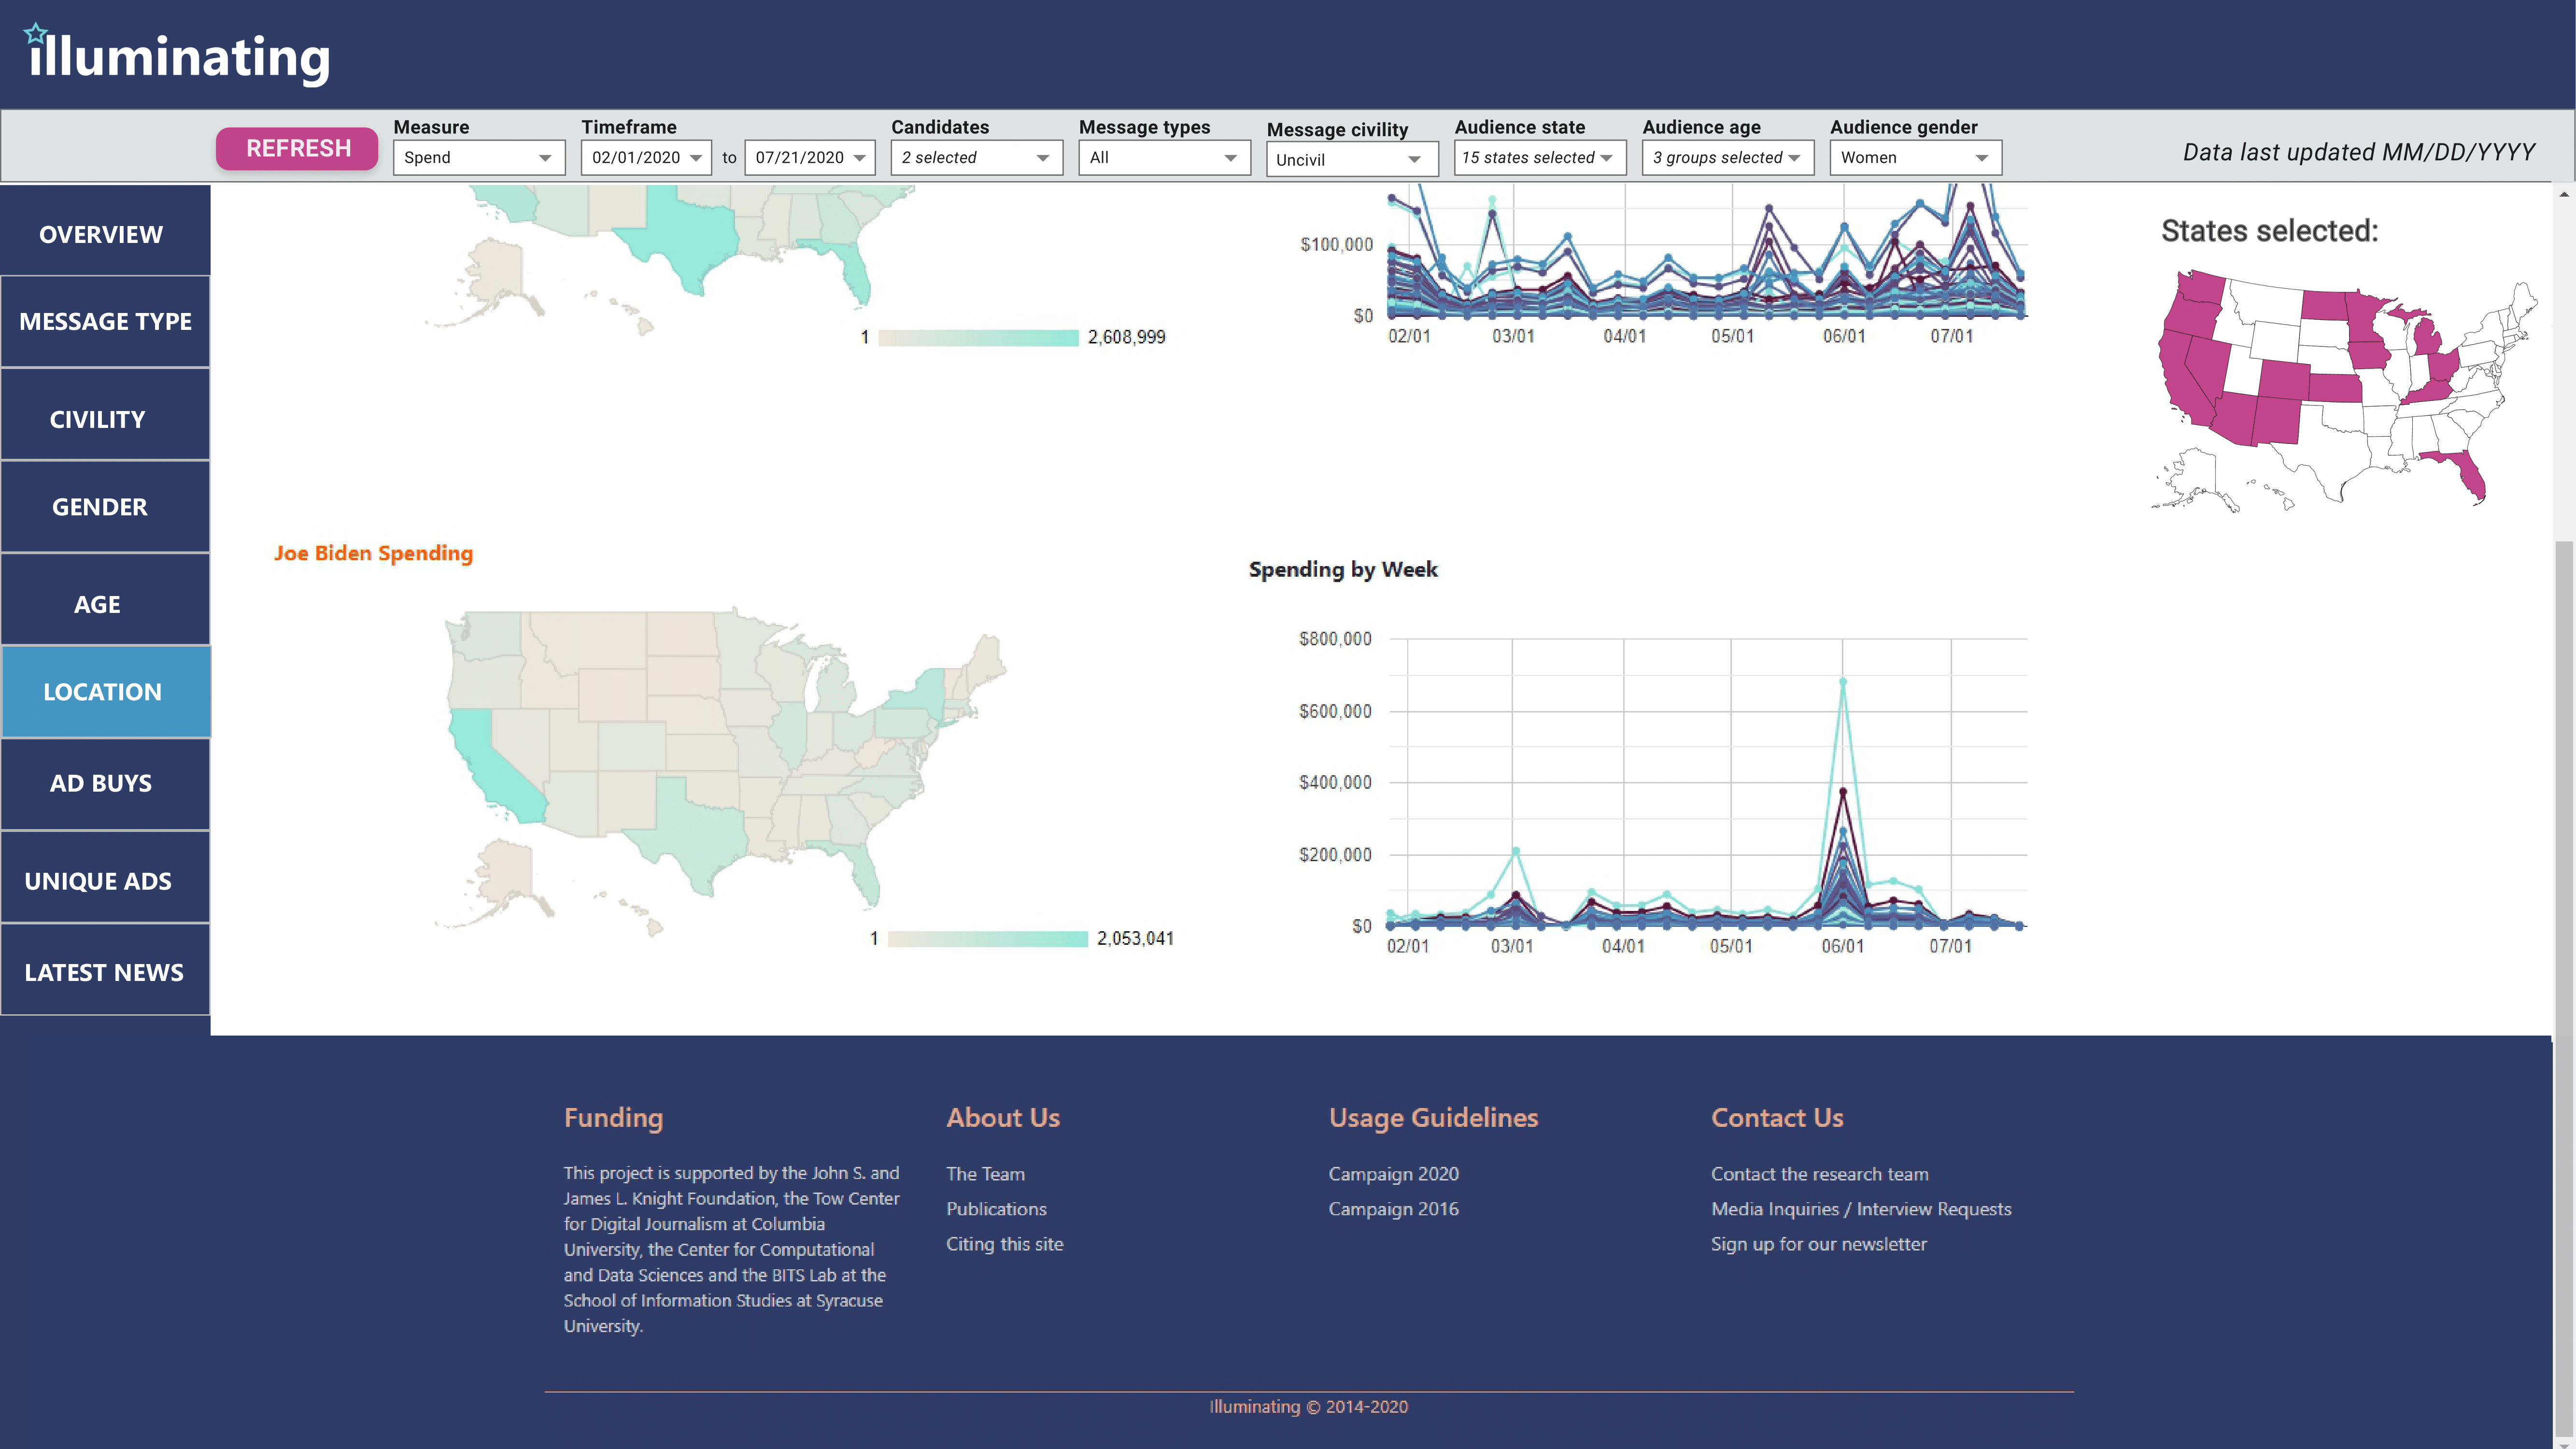 illuminating
REFRESH
Measure
Spend
Timeframe
02/01/2020
to
07/21/2020
Candidates
2 selected
Message types
All
Message civility
Uncivil
Audience state
15 states selected
Audience age
3 groups selected
Audience gender
Women
Data last updated MM/DD/YYYY
OVERVIEW
MESSAGE TYPE
CIVILITY
GENDER
AGE
LOCATION
AD BUYS
UNIQUE ADS
LATEST NEWS
1
2,608,999
$100,000
$0
02/01
03/01
04/01
05/01
06/01
07/01
States selected:
Joe Biden Spending
1
2,053,041
Spending by Week
$800,000
$600,000
$400,000
$200,000
$0
02/01
03/01
04/01
05/01
06/01
07/01
Funding
This project is supported by the John S. and
James L. Knight Foundation, the Tow Center
for Digital Journalism at Columbia
University, the Center for Computational
and Data Sciences and the BITS Lab at the
School of Information Studies at Syracuse
University.
About Us
The Team
Publications
Citing this site
Usage Guidelines
Campaign 2020
Campaign 2016
Contact Us
Contact the research team
Media Inquiries / Interview Requests
Sign up for our newsletter
Illuminating © 2014-2020